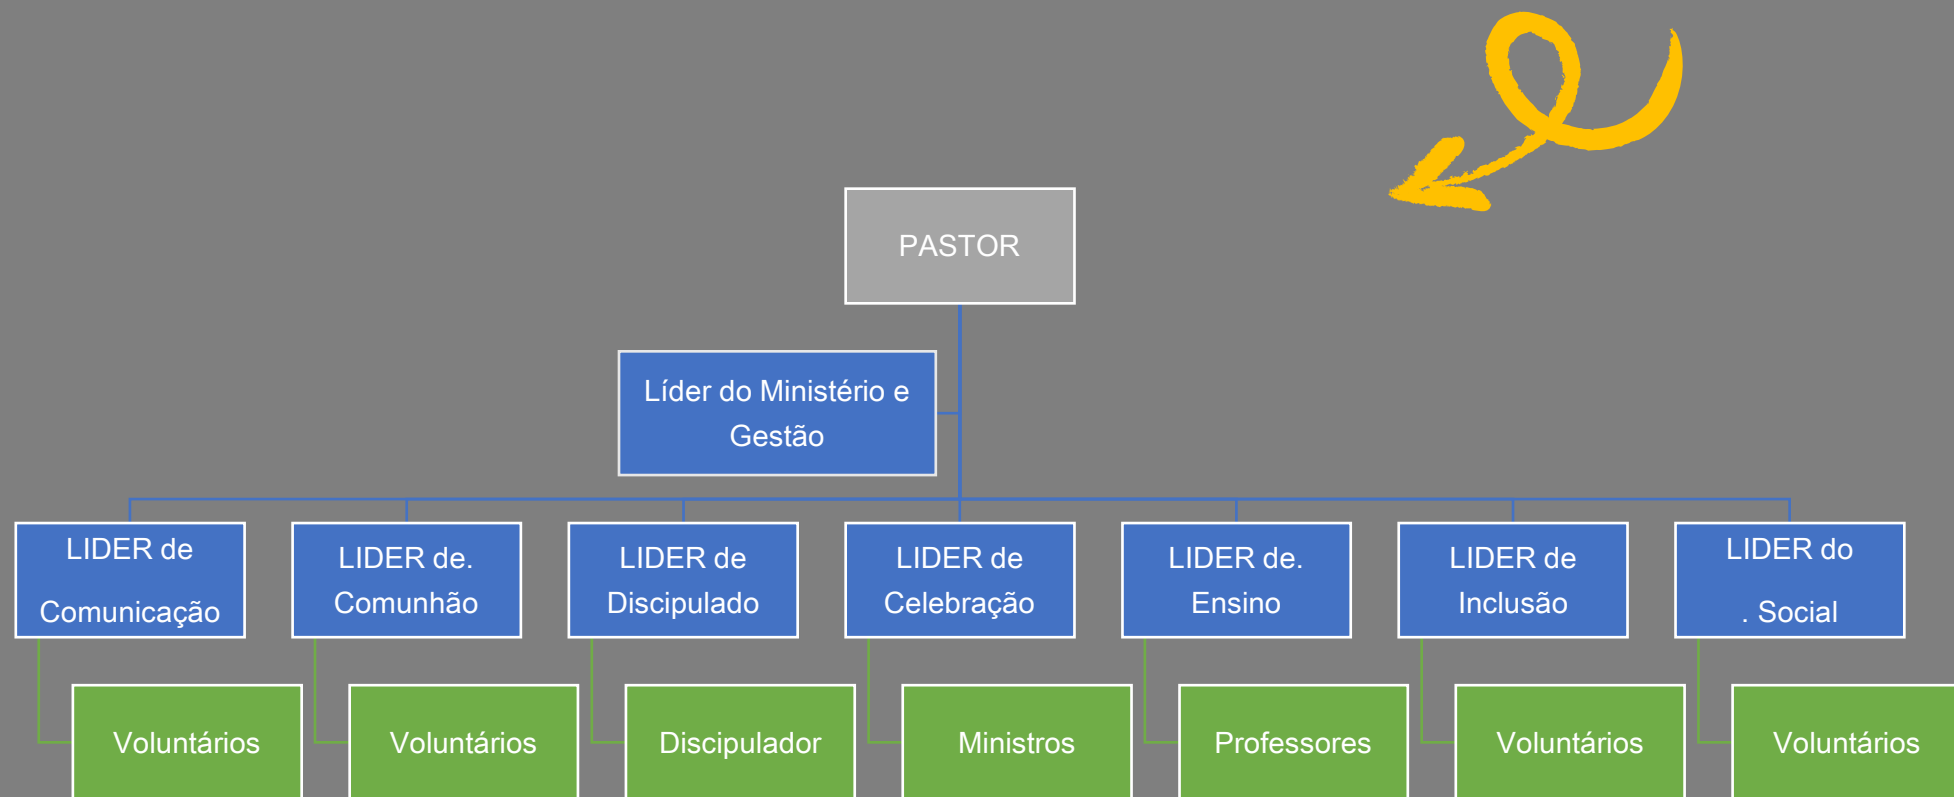 PASTOR
Líder do Ministério e
Gestão
LIDER de
Comunicação
LIDER de.
Comunhão
LIDER de
Discipulado
LIDER de
Celebração
LIDER de.
Ensino
LIDER de
Inclusão
LIDER do
. Social
Voluntários
Voluntários
Discipulador
Ministros
Professores
Voluntários
Voluntários